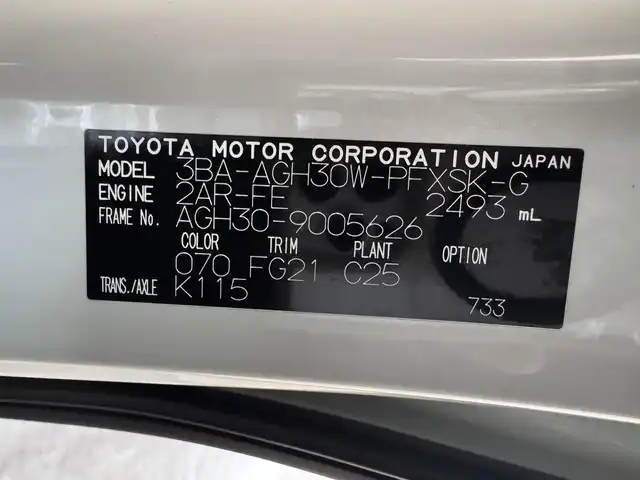 TOYOTA MOTOR CORPORATION JAPAN
MODEL 3BA-AGH30W-PFXSK-G
ENGINE 2AR-FE 2493 mL
FRAME No. AGH30-9005626
COLOR TRIM PLANT OPTION
070 FG21 C25
TRANS./AXLE K115
733